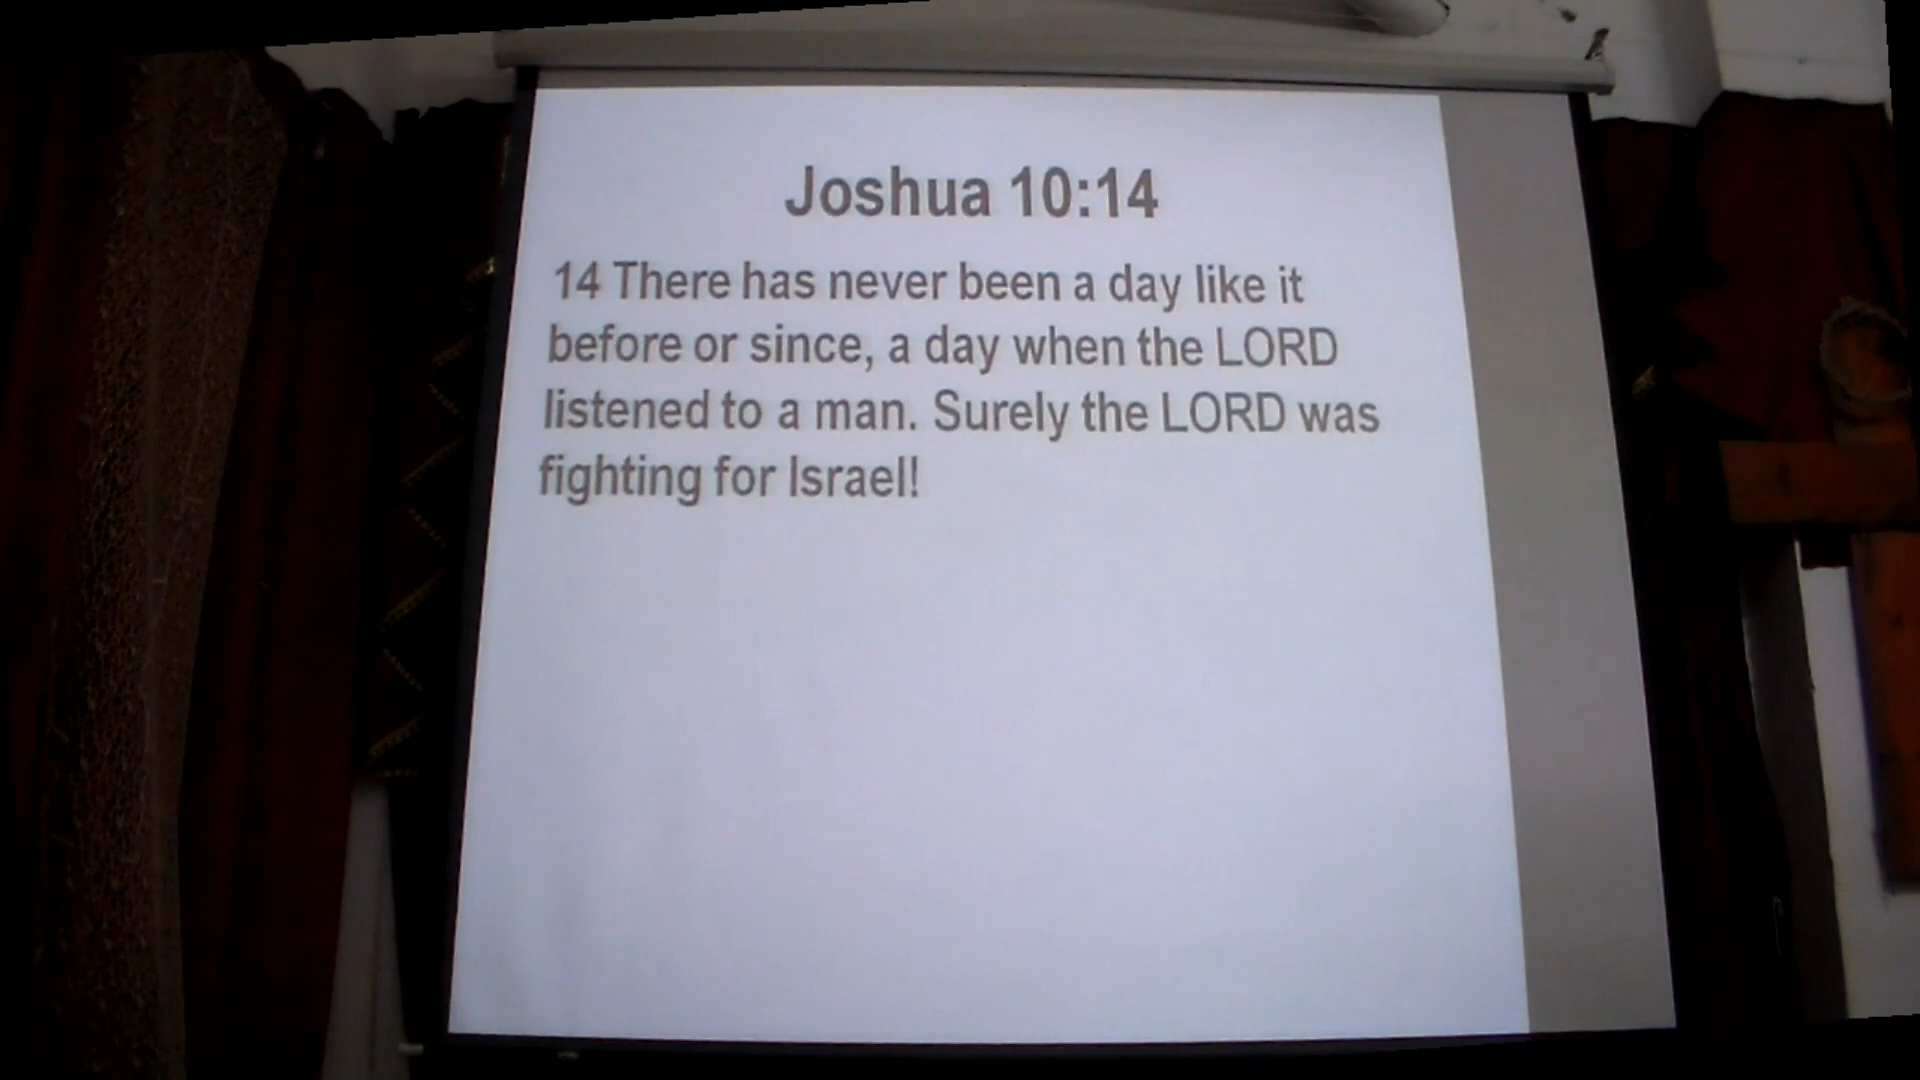 Joshua 10:14
14 There has never been a day like it
before or since, a day when the LORD
listened to a man. Surely the LORD was
fighting for Israel!